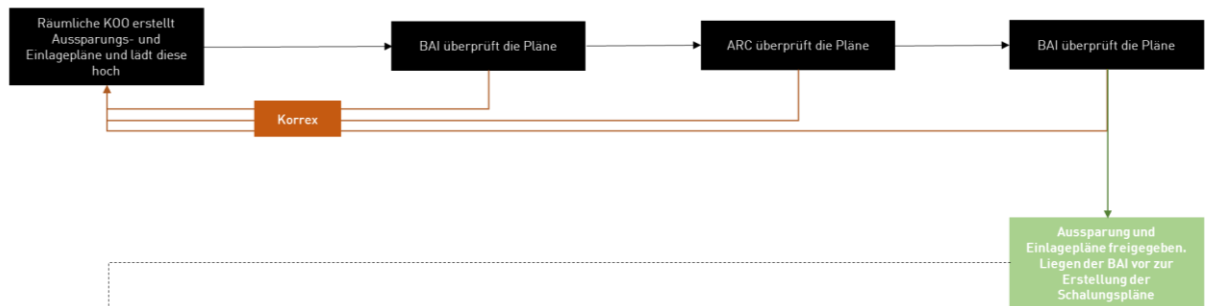 Räumliche KOO erstellt
Aussparungs- und
Einlagepläne und lädt diese
hoch
BAI überprüft die Pläne
ARC überprüft die Pläne
BAI überprüft die Pläne
Korrex
Aussparung und
Einlagepläne freigegeben.
Liegen der BAI vor zur
Erstellung der
Schalungspläne